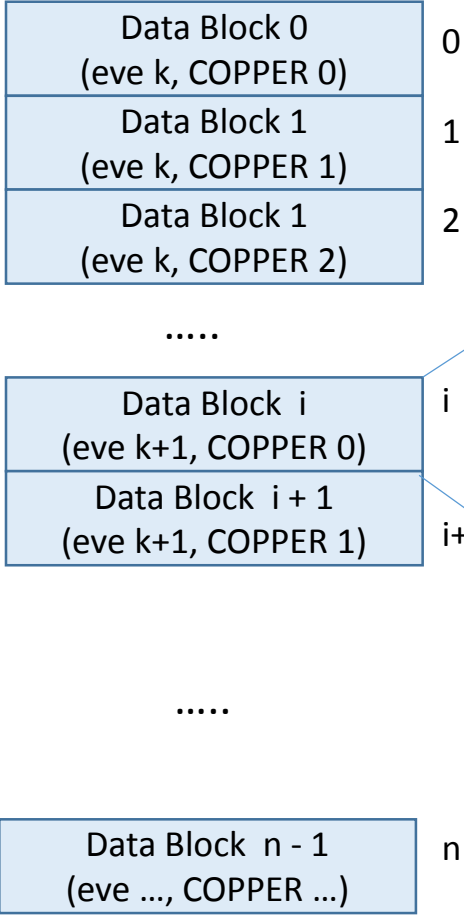 Data Block 0
(eve k, COPPER 0)
0
Data Block 1
(eve k, COPPER 1)
1
Data Block 1
(eve k, COPPER 2)
2
.....
Data Block i
(eve k+1, COPPER 0)
i
Data Block i + 1
(eve k+1, COPPER 1)
i+
.....
Data Block n - 1
(eve ..., COPPER ...)
n